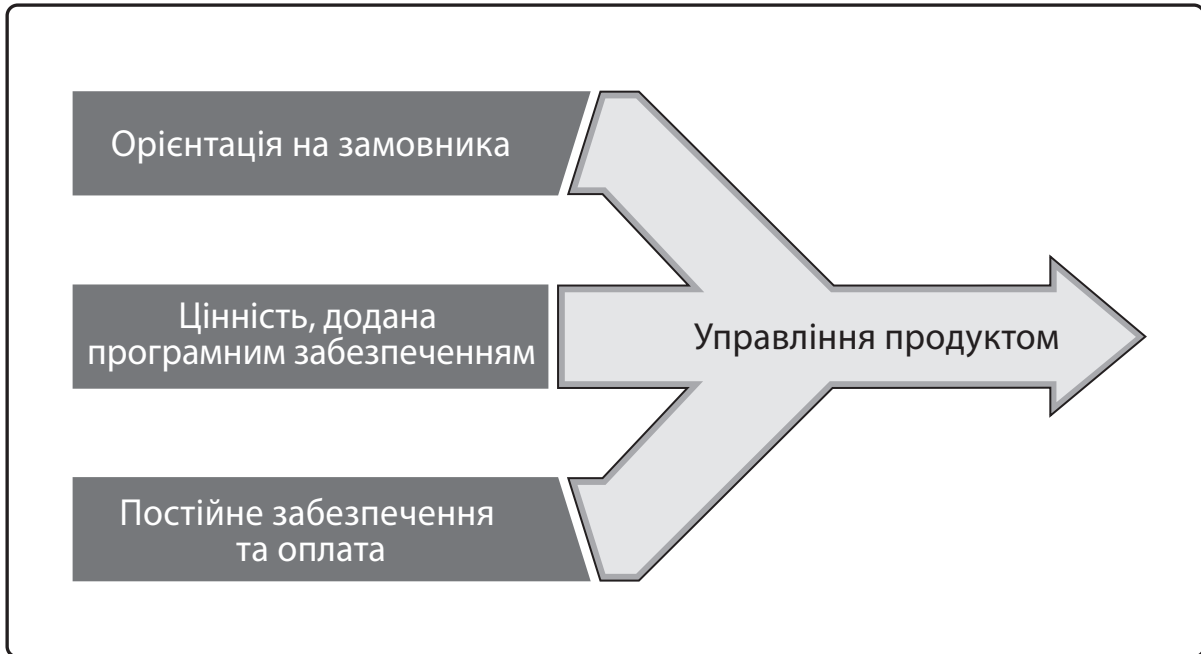 Орієнтація на замовника
Цінність, додана
програмним забезпеченням
Управління продуктом
Постійне забезпечення
та оплата